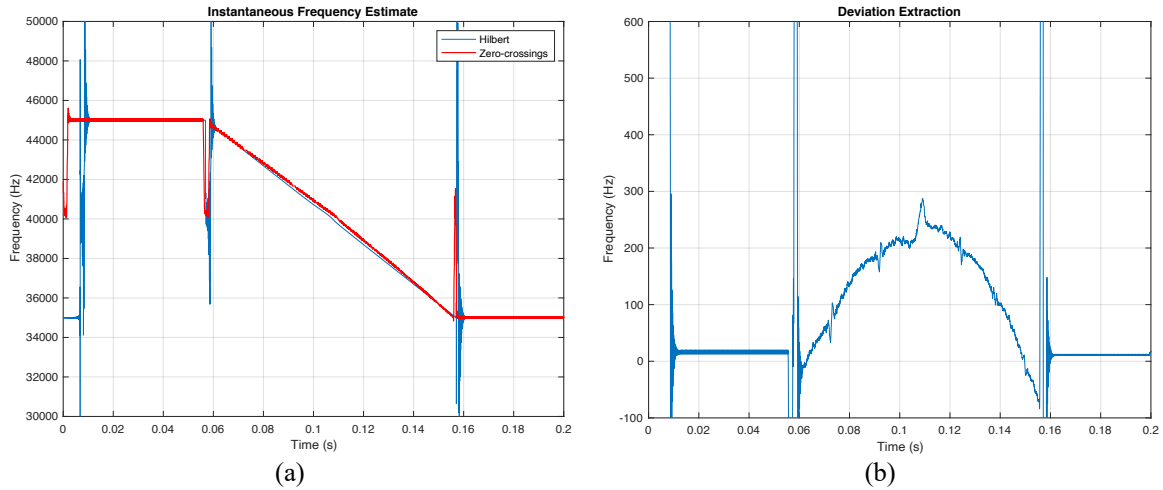 Instantaneous Frequency Estimate
50000
48000
46000
44000
42000
40000
38000
36000
34000
32000
30000
Frequency (Hz)
Hilbert
Zero-crossings
0 0.02 0.04 0.06 0.08 0.1 0.12 0.14 0.16 0.18 0.2
Time (s)
(a)
Deviation Extraction
600
500
400
300
200
100
0
-100
Frequency (Hz)
0 0.02 0.04 0.06 0.08 0.1 0.12 0.14 0.16 0.18 0.2
Time (s)
(b)